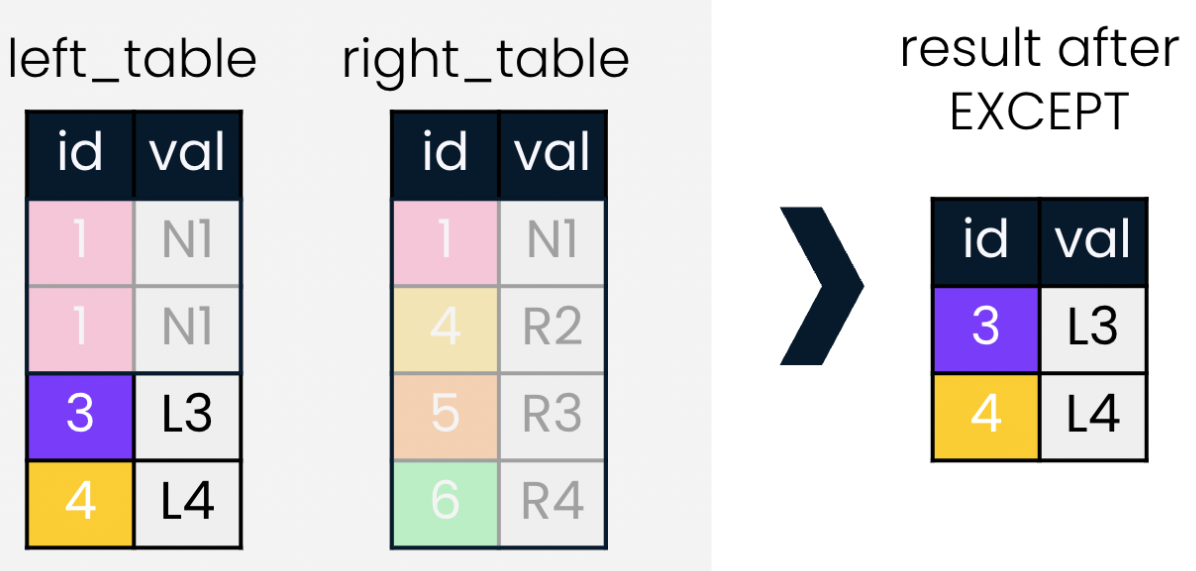 left_table
right_table
result after
EXCEPT
id val
1 N1
1 N1
3 L3
4 L4
id val
1 N1
4 R2
5 R3
6 R4
id val
3 L3
4 L4